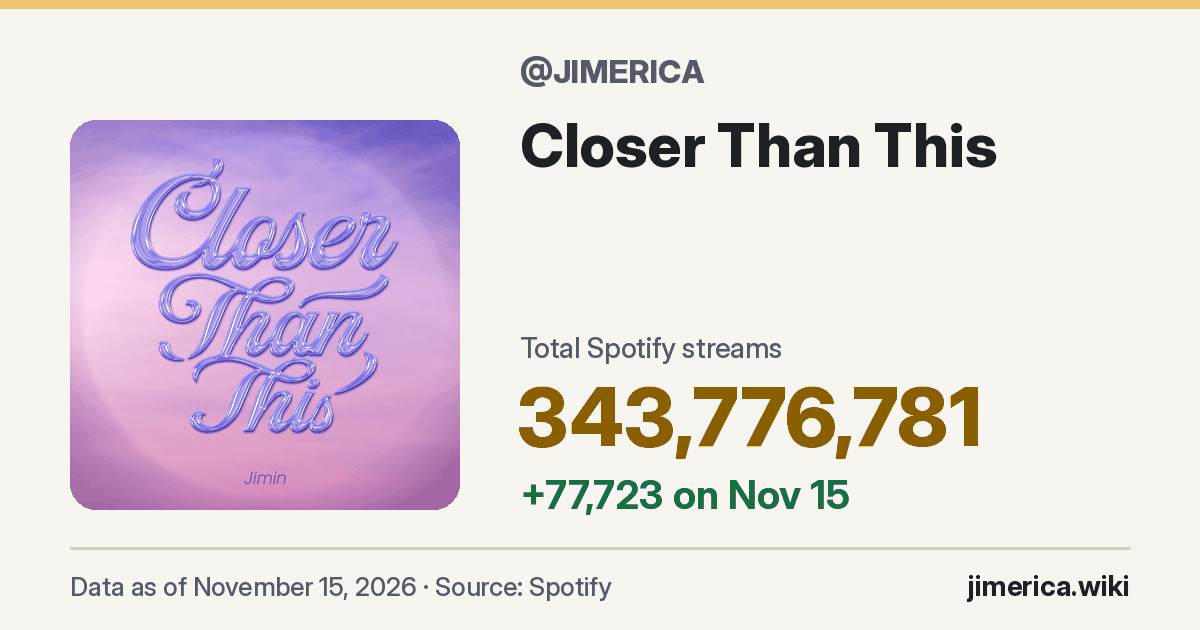 @JIMERICA
Closer Than This
Closer
Than
This
Jimin
Total Spotify streams
343,776,781
+77,723 on Nov 15
Data as of November 15, 2026 · Source: Spotify
jimerica.wiki